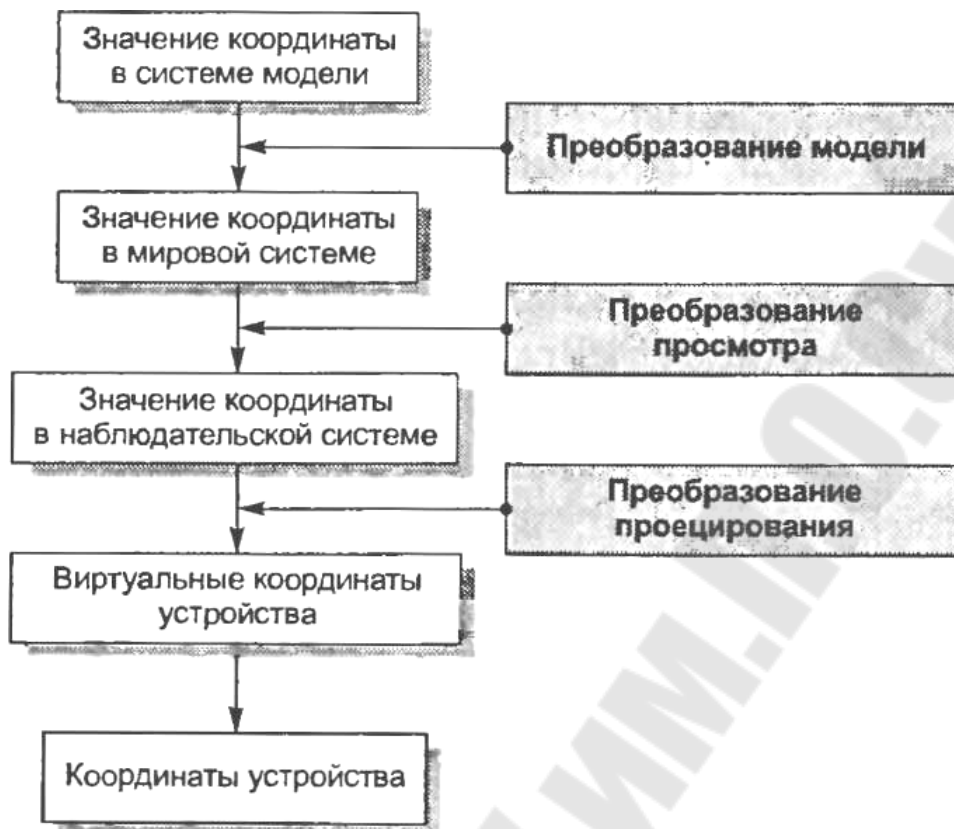 Значение координаты
в системе модели
Преобразование модели
Значение координаты
в мировой системе
Преобразование
просмотра
Значение координаты
в наблюдательской системе
Преобразование
проецирования
Виртуальные координаты
устройства
Координаты устройства